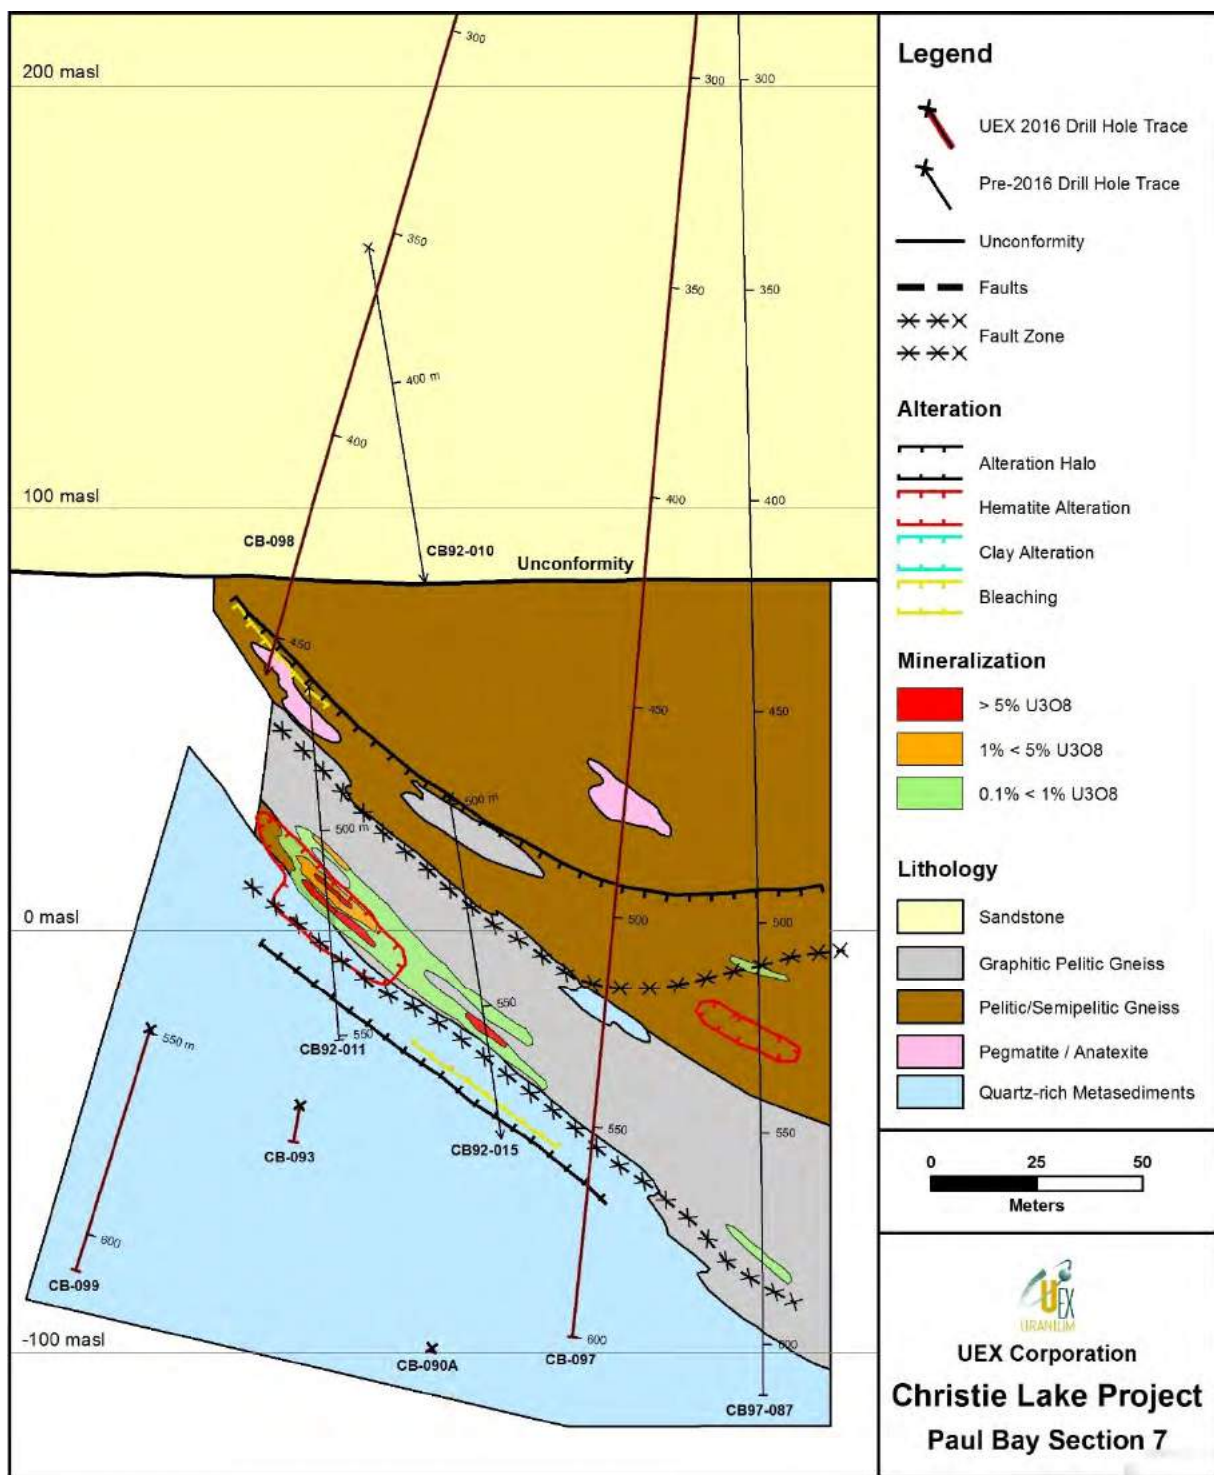 200 masl
300
300
300
350
350
350
400 m
400
400
400
100 masl
CB-098
CB92-010
Unconformity
450
450
450
500 m
500 m
500
500
0 masl
550
550
CB92-011
550 m
CB92-015
CB-093
550
550
600
CB-099
-100 masl
CB-090A
CB-097
600
600
CB97-087
Legend
UEX 2016 Drill Hole Trace
Pre-2016 Drill Hole Trace
Unconformity
Faults
Fault Zone
Alteration
Alteration Halo
Hematite Alteration
Clay Alteration
Bleaching
Mineralization
> 5% U3O8
1% < 5% U3O8
0.1% < 1% U3O8
Lithology
Sandstone
Graphitic Pelitic Gneiss
Pelitic/Semipelitic Gneiss
Pegmatite / Anatexite
Quartz-rich Metasediments
0 25 50
Meters
UEX
URANIUM
UEX Corporation
Christie Lake Project
Paul Bay Section 7